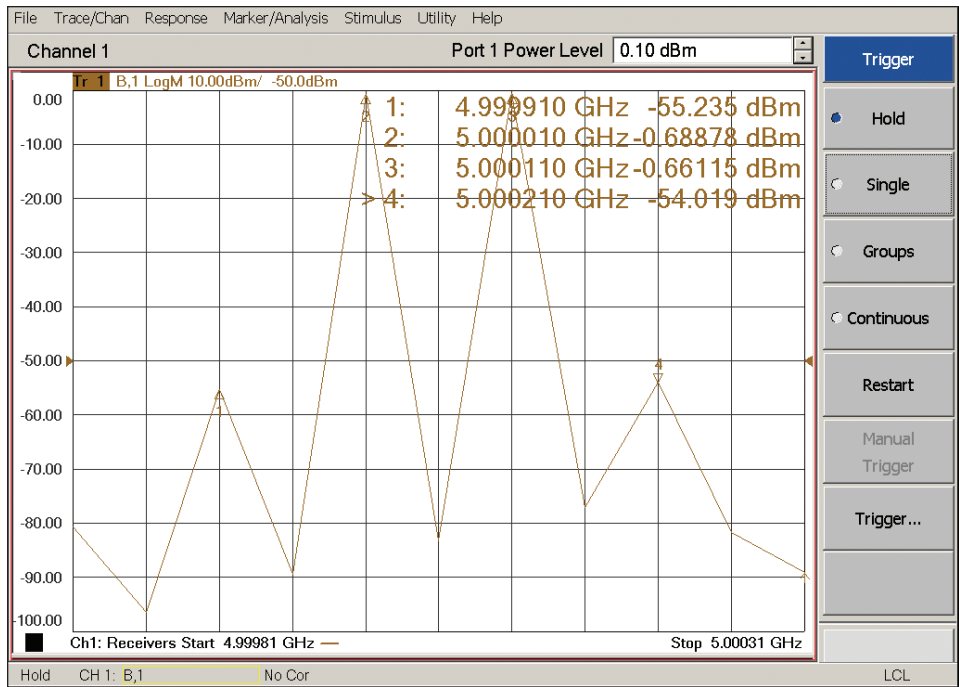 File Trace/Chan Response Marker/Analysis Stimulus Utility Help
Channel 1
Port 1 Power Level 0.10 dBm
Tr 1 B,1 LogM 10.00dBm/ -50.0dBm
0.00
-10.00
-20.00
-30.00
-40.00
-50.00
-60.00
-70.00
-80.00
-90.00
-100.00
1: 4.999910 GHz -55.235 dBm
2: 5.000010 GHz -0.68878 dBm
3: 5.000110 GHz -0.66115 dBm
> 4: 5.000210 GHz -54.019 dBm
1
2
3
4
Ch1: Receivers Start 4.99981 GHz —
Stop 5.00031 GHz
Trigger
Hold
Single
Groups
Continuous
Restart
Manual
Trigger
Trigger...
Hold CH 1: B,1 No Cor LCL